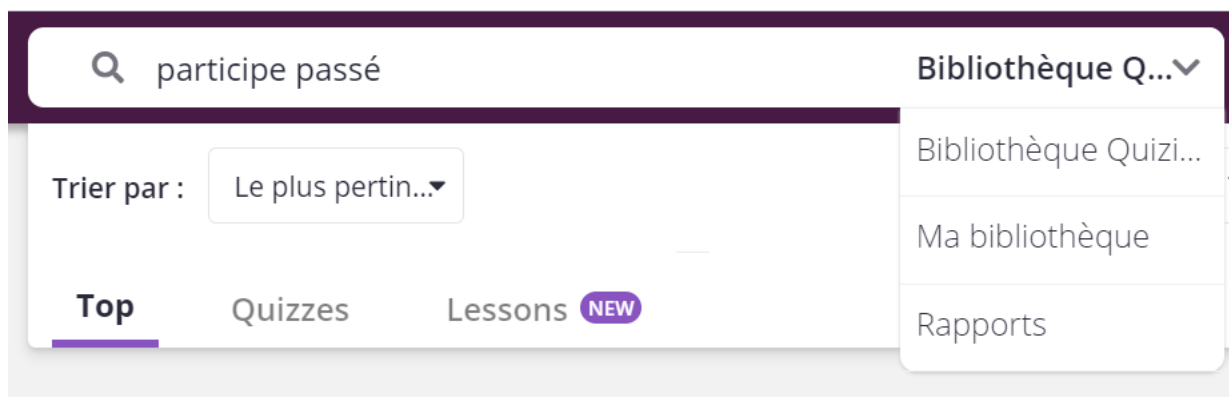 participe passé
Bibliothèque Q...
Bibliothèque Quizi...
Trier par :
Le plus pertin...
Ma bibliothèque
Top
Quizzes
Lessons NEW
Rapports